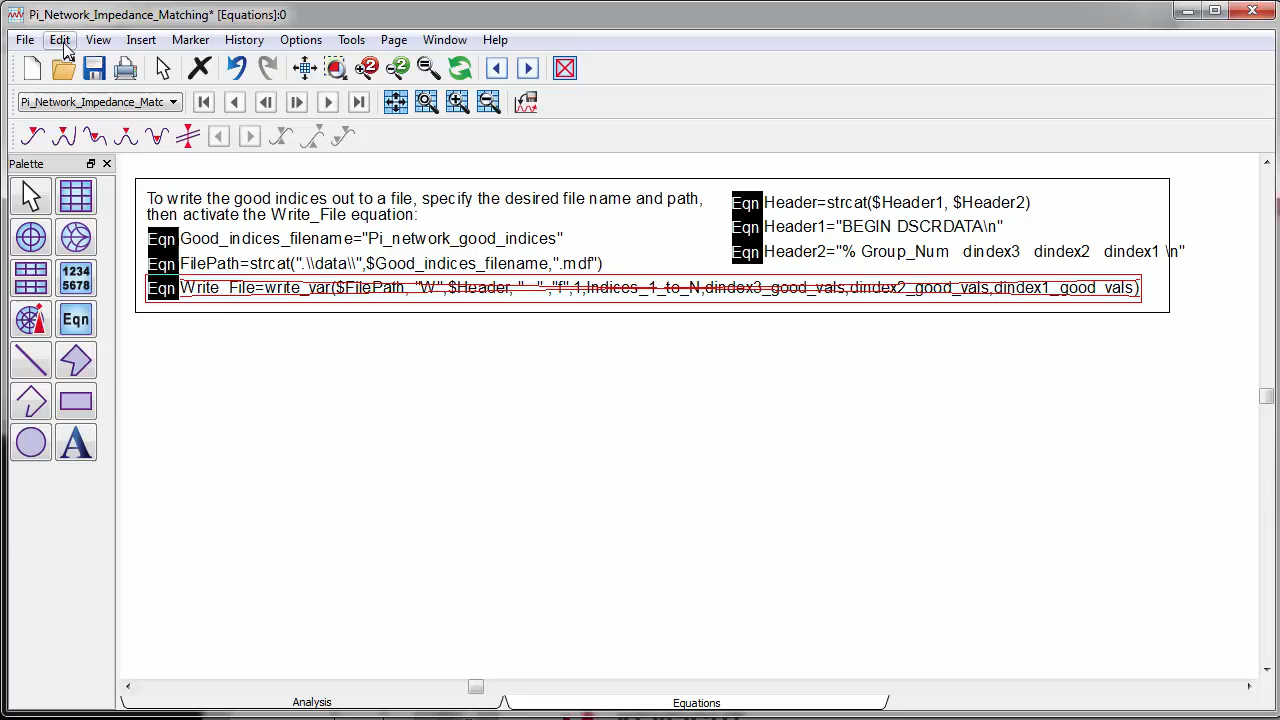 Pi_Network_Impedance_Matching* [Equations]:0
File Edit View Insert Marker History Options Tools Page Window Help
Pi_Network_Impedance_Matc
Palette
To write the good indices out to a file, specify the desired file name and path,
then activate the Write_File equation:
Eqn Good_indices_filename="Pi_network_good_indices"
Eqn FilePath=strcat(".\\data\\",$Good_indices_filename,".mdf")
Eqn Write_File=write_var($FilePath, "W",$Header, " ","f",1,Indices_1_to_N,dindex3_good_vals,dindex2_good_vals,dindex1_good_vals)
Eqn Header=strcat($Header1, $Header2)
Eqn Header1="BEGIN DSCRDATA\n"
Eqn Header2="% Group_Num dindex3 dindex2 dindex1 \n"
1234
5678
Eqn
A
Analysis
Equations